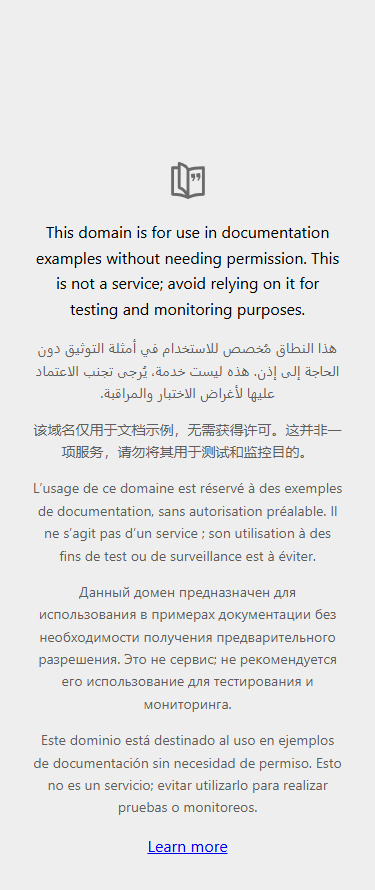 This domain is for use in documentation
examples without needing permission. This
is not a service; avoid relying on it for
testing and monitoring purposes.
هذا النطاق مُخصص للاستخدام في أمثلة التوثيق دون
الحاجة إلى إذن. هذه ليست خدمة، يُرجى تجنب الاعتماد
عليها لأغراض الاختبار والمراقبة.
该域名仅用于文档示例，无需获得许可。这并非一
项服务，请勿将其用于测试和监控目的。
L’usage de ce domaine est réservé à des exemples
de documentation, sans autorisation préalable. Il
ne s’agit pas d’un service ; son utilisation à des
fins de test ou de surveillance est à éviter.
Данный домен предназначен для
использования в примерах документации без
необходимости получения предварительного
разрешения. Это не сервис; не рекомендуется
его использование для тестирования и
мониторинга.
Este dominio está destinado al uso en ejemplos
de documentación sin necesidad de permiso. Esto
no es un servicio; evitar utilizarlo para realizar
pruebas o monitoreos.
Learn more